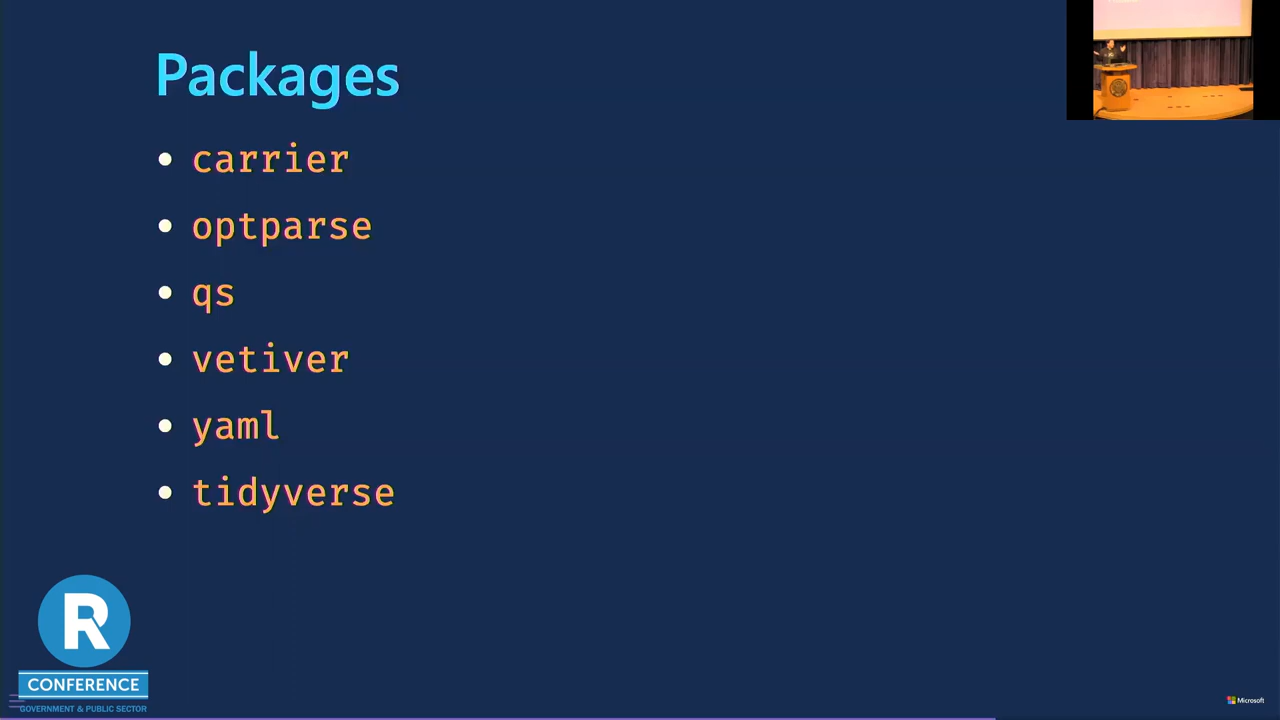 Packages
carrier
optparse
qs
vetiver
yaml
tidyverse
R
CONFERENCE
GOVERNMENT & PUBLIC SECTOR
Microsoft